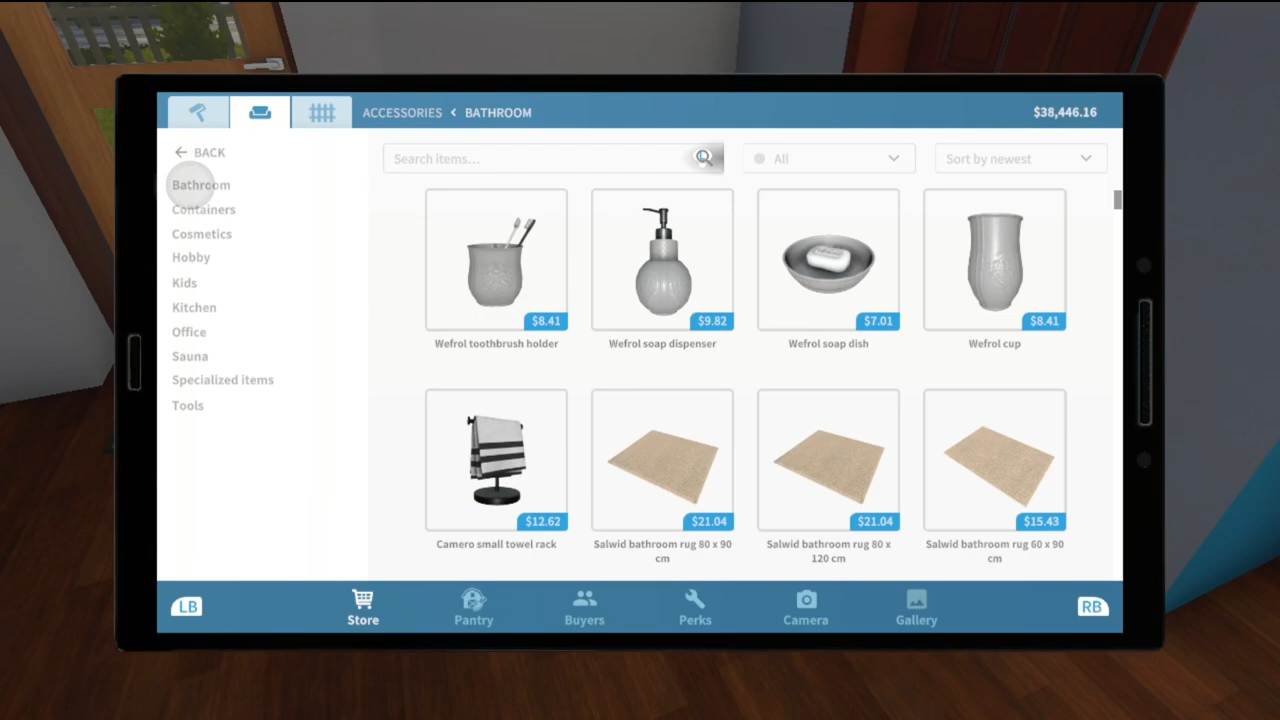 ACCESSORIES < BATHROOM
$38,446.16
BACK
Search items...
All
Sort by newest
Bathroom
Containers
Cosmetics
Hobby
Kids
Kitchen
Office
Sauna
Specialized items
Tools
$8.41
$9.82
$7.01
$8.41
Wefrol toothbrush holder
Wefrol soap dispenser
Wefrol soap dish
Wefrol cup
$12.62
$21.04
$21.04
$15.43
Camero small towel rack
Salwid bathroom rug 80 x 90
cm
Salwid bathroom rug 80 x
120 cm
Salwid bathroom rug 60 x 90
cm
LB
Store
Pantry
Buyers
Perks
Camera
Gallery
RB